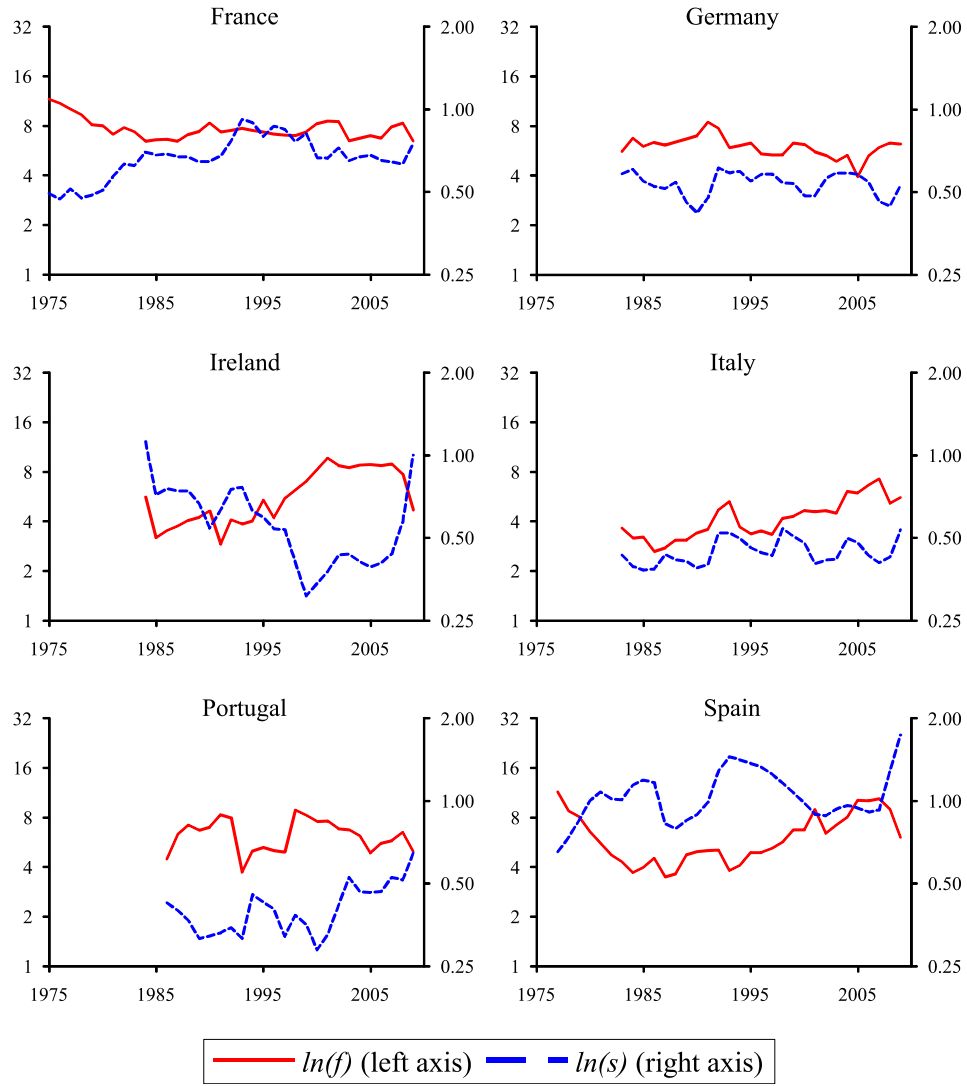 France Germany
32 2.00 32 2.00
16 16
1.00 1.00
8 8
4 0.50 4 0.50
2 2
1 0.25 1 0.25
1975 1985 1995 2005 1975 1985 1995 2005
Ireland Italy
32 2.00 32 2.00
16 16
1.00 1.00
8 8
4 0.50 4 0.50
2 2
1 0.25 1 0.25
1975 1985 1995 2005 1975 1985 1995 2005
Portugal Spain
32 2.00 32 2.00
16 16
1.00 1.00
8 8
4 0.50 4 0.50
2 2
1 0.25 1 0.25
1975 1985 1995 2005 1975 1985 1995 2005
ln(f) (left axis) ln(s) (right axis)